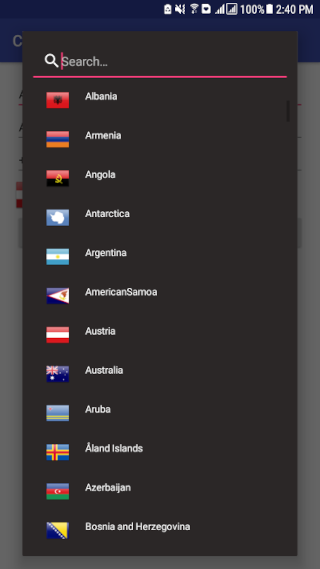 100% 2:40 PM
C
Search...
Albania
Armenia
Angola
Antarctica
Argentina
AmericanSamoa
Austria
Australia
Aruba
Åland Islands
Azerbaijan
Bosnia and Herzegovina